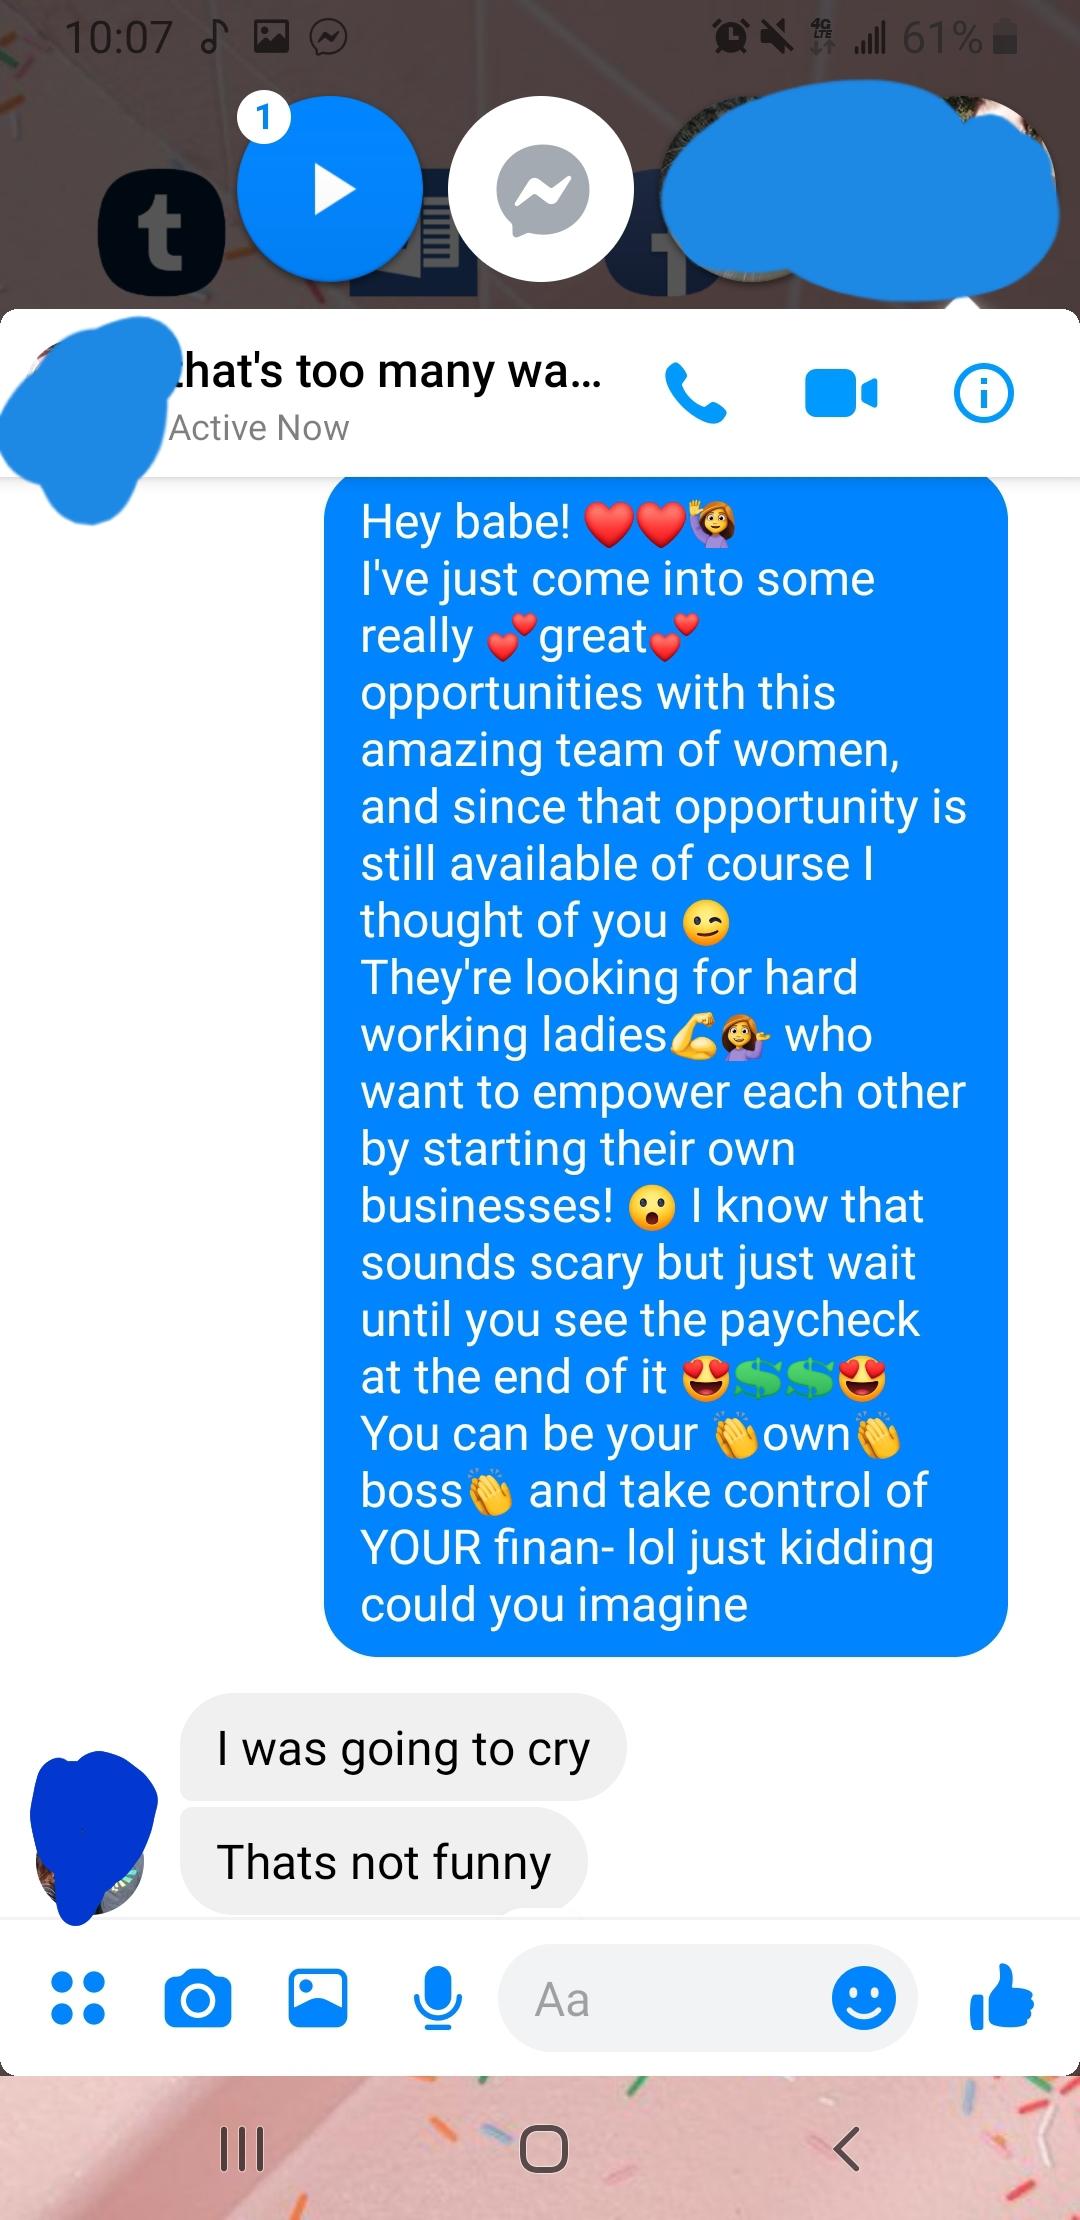 10:07
4G
LTE
61%
1
t
that's too many wa...
Active Now
Hey babe! ❤️❤️🙋‍♀️
I've just come into some
really 💕great💕
opportunities with this
amazing team of women,
and since that opportunity is
still available of course I
thought of you 😉
They're looking for hard
working ladies💪💁‍♀️ who
want to empower each other
by starting their own
businesses! 😮 I know that
sounds scary but just wait
until you see the paycheck
at the end of it 😍💲💲😍
You can be your 👏own👏
boss👏 and take control of
YOUR finan- lol just kidding
could you imagine
I was going to cry
Thats not funny
Aa